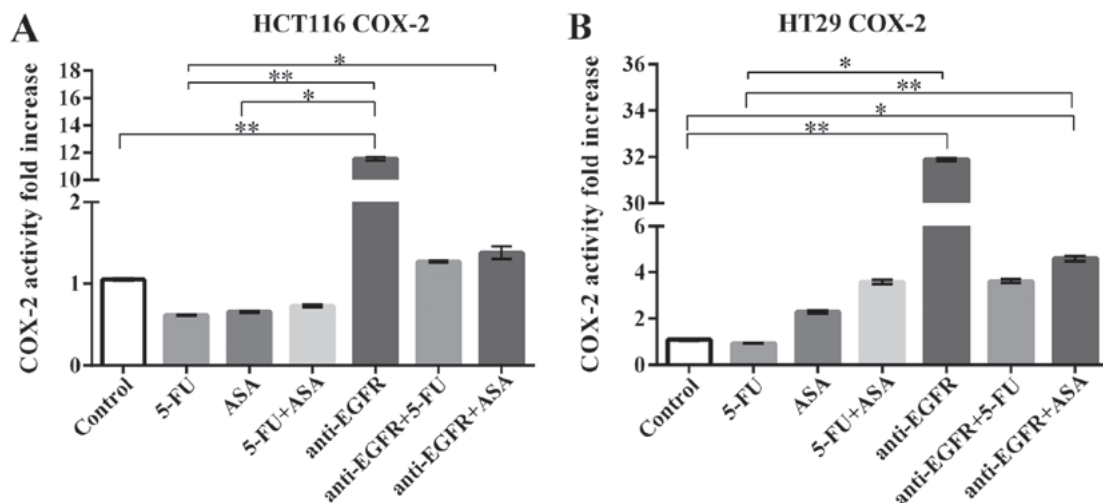 A
HCT116 COX-2
COX-2 activity fold increase
18
16
14
12
10
2
1
0
*
**
*
**
Control
5-FU
ASA
5-FU+ASA
anti-EGFR
anti-EGFR+5-FU
anti-EGFR+ASA
B
HT29 COX-2
COX-2 activity fold increase
36
34
32
30
6
4
2
0
*
**
*
**
Control
5-FU
ASA
5-FU+ASA
anti-EGFR
anti-EGFR+5-FU
anti-EGFR+ASA